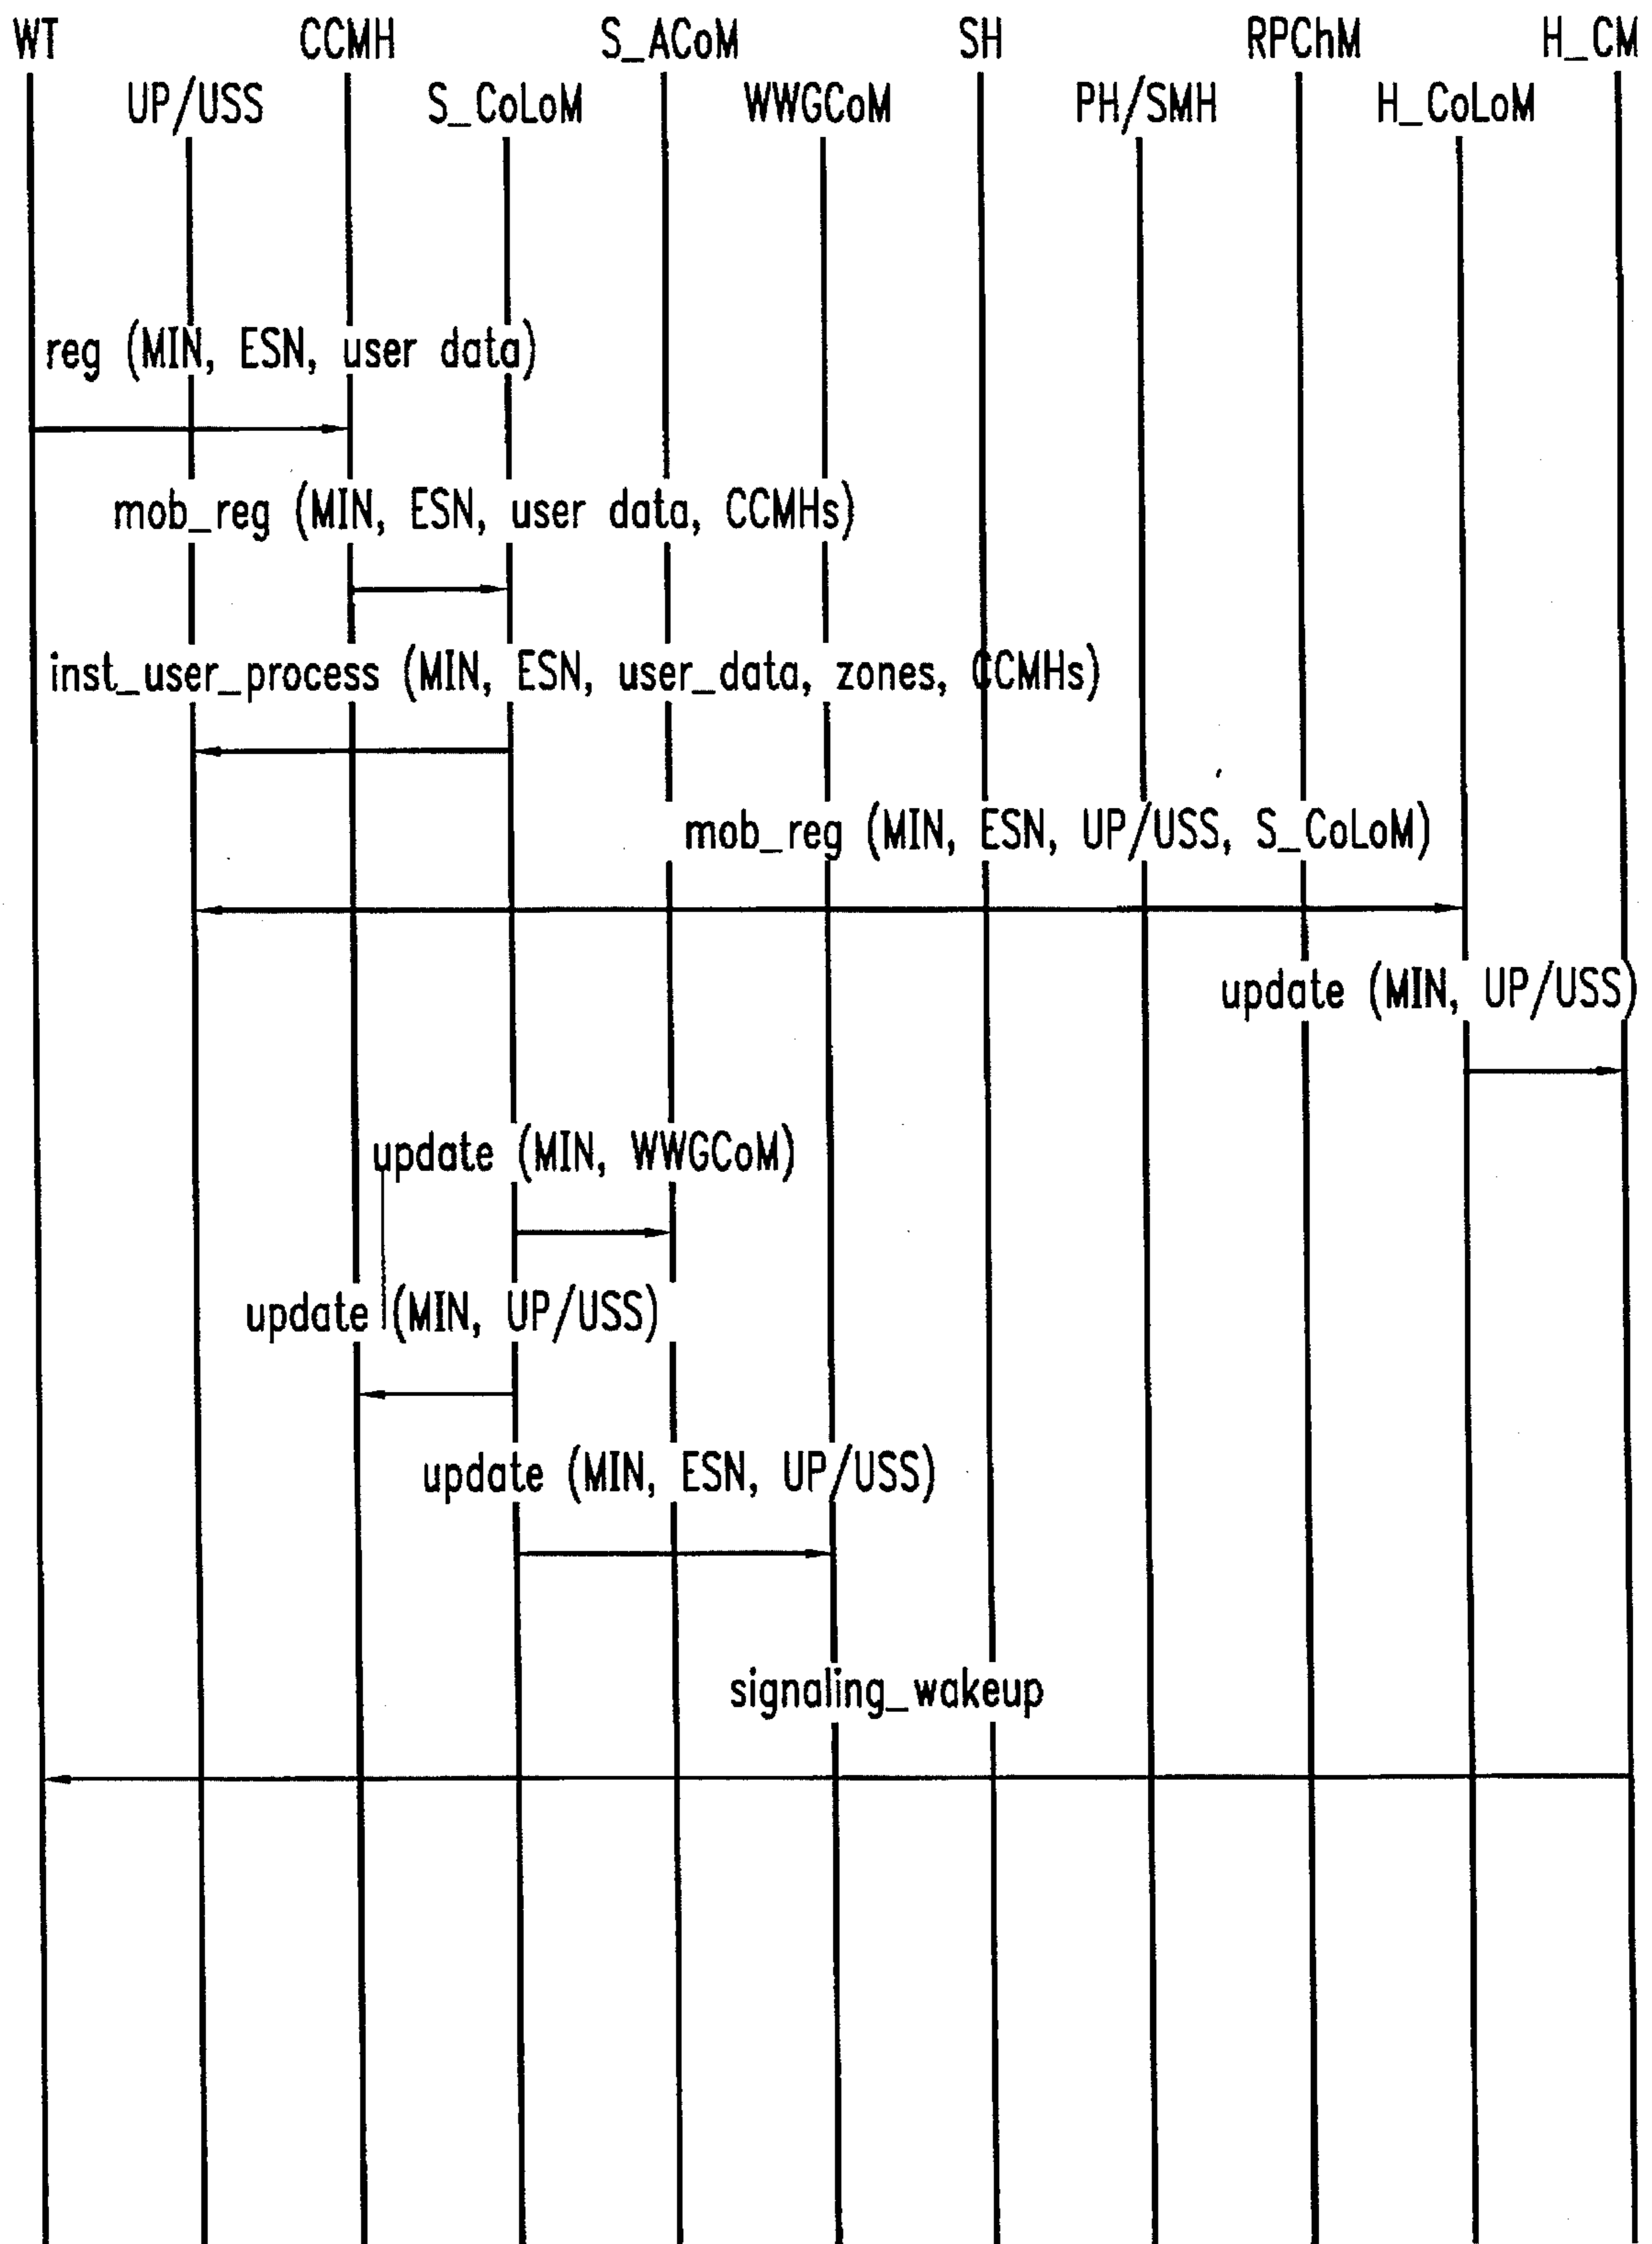 WT CCMH S_ACoM SH RPChM H_CM
UP/USS S_CoLoM WWGCoM PH/SMH H_CoLoM
reg (MIN, ESN, user data)
mob_reg (MIN, ESN, user data, CCMHs)
inst_user_process (MIN, ESN, user_data, zones, CCMHs)
mob_reg (MIN, ESN, UP/USS, S_CoLoM)
update (MIN, UP/USS)
update (MIN, WWGCoM)
update (MIN, UP/USS)
update (MIN, ESN, UP/USS)
signaling_wakeup